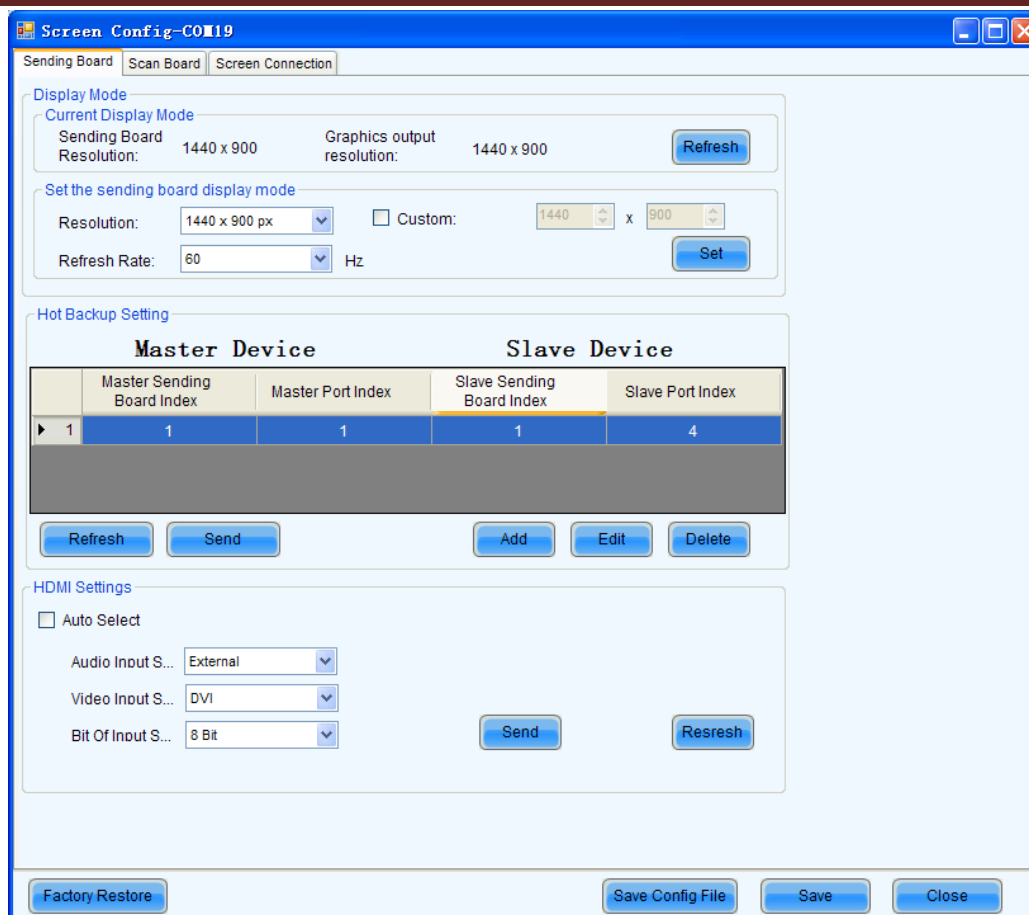 Screen Config-COM19
Sending Board Scan Board Screen Connection
Display Mode
Current Display Mode
Sending Board Resolution: 1440 x 900 Graphics output resolution: 1440 x 900 Refresh
Set the sending board display mode
Resolution: 1440 x 900 px Custom: 1440 x 900
Refresh Rate: 60 Hz Set
Hot Backup Setting
Master Device Slave Device
Master Sending Board Index Master Port Index Slave Sending Board Index Slave Port Index
1 1 1 1 4
Refresh Send Add Edit Delete
HDMI Settings
Auto Select
Audio Input S... External
Video Input S... DVI
Bit Of Input S... 8 Bit Send Resresh
Factory Restore Save Config File Save Close